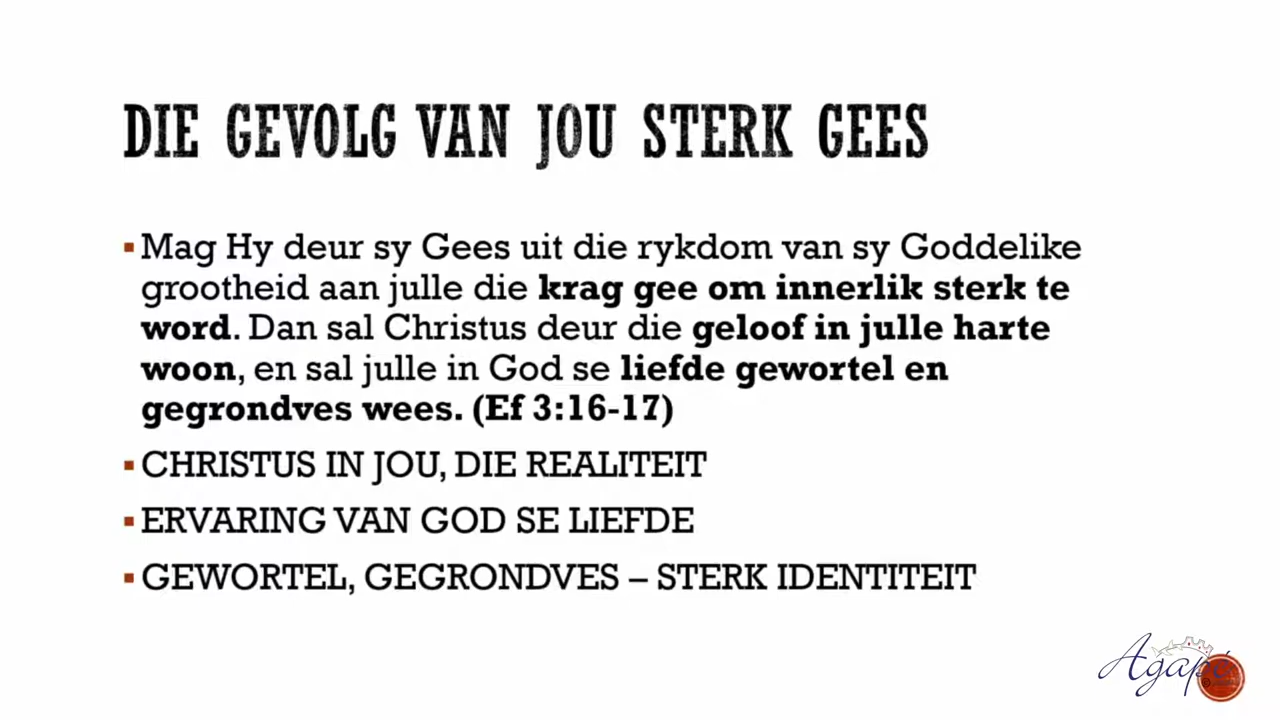 DIE GEVOLG VAN JOU STERK GEES
Mag Hy deur sy Gees uit die rykdom van sy Goddelike
grootheid aan julle die krag gee om innerlik sterk te
word. Dan sal Christus deur die geloof in julle harte
woon, en sal julle in God se liefde gewortel en
gegrondves wees. (Ef 3:16-17)
CHRISTUS IN JOU, DIE REALITEIT
ERVARING VAN GOD SE LIEFDE
GEWORTEL, GEGRONDVES – STERK IDENTITEIT
Agapé